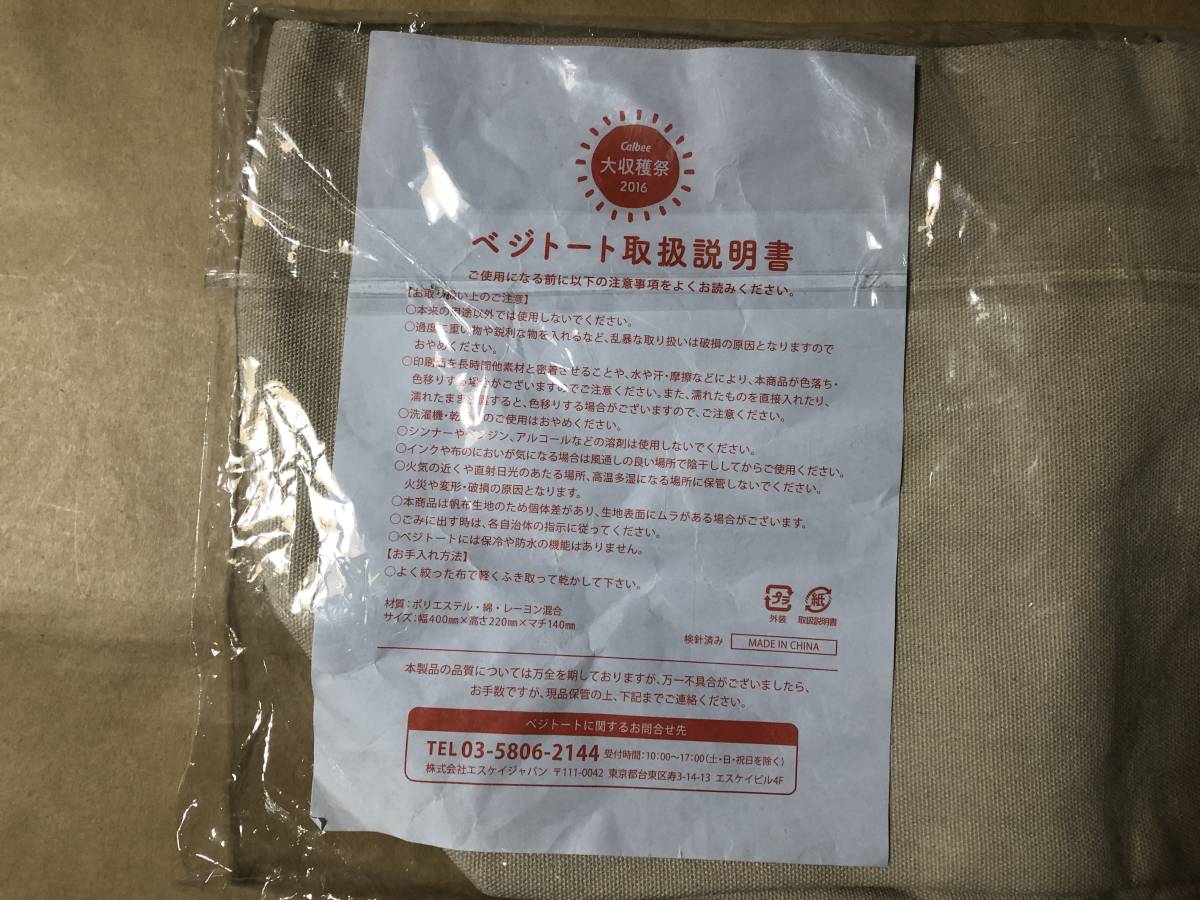 Calbee
大収穫祭
2016
ベジトート取扱説明書
ご使用になる前に以下の注意事項をよくお読みください。
【お取り扱い上のご注意】
○本来の用途以外では使用しないでください。
○過度に重い物や鋭利な物を入れるなど、乱暴な取り扱いは破損の原因となりますので
おやめください。
○印刷面を長時間他素材と密着させることや、水や汗・摩擦などにより、本商品が色落ち・
色移りする場合がございますのでご注意ください。また、濡れたものを直接入れたり、
濡れたまま放置すると、色移りする場合がございますので、ご注意ください。
○洗濯機・乾燥機のご使用はおやめください。
○シンナーやベンジン、アルコールなどの溶剤は使用しないでください。
○インクや布のにおいが気になる場合は風通しの良い場所で陰干ししてからご使用ください。
○火気の近くや直射日光のあたる場所、高温多湿になる場所に保管しないでください。
火災や変形・破損の原因となります。
○本商品は帆布生地のため個体差があり、生地表面にムラがある場合がございます。
○ごみに出す時は、各自治体の指示に従ってください。
○ベジトートには保冷や防水の機能はありません。
【お手入れ方法】
○よく絞った布で軽くふき取って乾かして下さい。
材質：ポリエステル・綿・レーヨン混合
サイズ：幅400㎜×高さ220㎜×マチ140㎜
プラ
外装
紙
取扱説明書
検針済み
MADE IN CHINA
本製品の品質については万全を期しておりますが、万一不具合がございましたら、
お手数ですが、現品保管の上、下記までご連絡ください。
ベジトートに関するお問合せ先
TEL 03-5806-2144 受付時間：10：00～17：00（土・日・祝日を除く）
株式会社エスケイジャパン 〒111-0042 東京都台東区寿3-14-13 エスケイビル4F